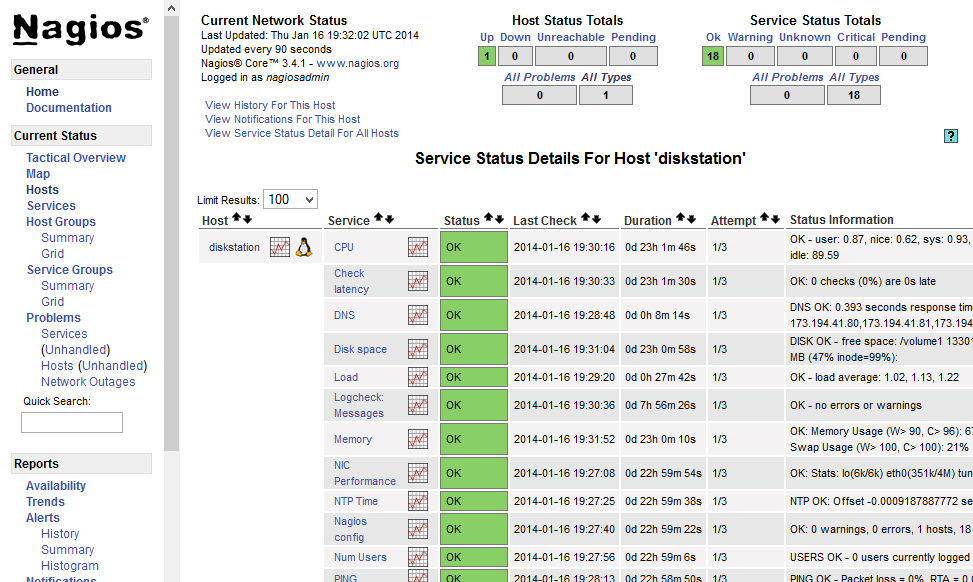 Nagios®
General
Home
Documentation
Current Status
Tactical Overview
Map
Hosts
Services
Host Groups
Summary
Grid
Service Groups
Summary
Grid
Problems
Services
(Unhandled)
Hosts (Unhandled)
Network Outages
Quick Search:
Reports
Availability
Trends
Alerts
History
Summary
Histogram
Notifications
Current Network Status
Last Updated: Thu Jan 16 19:32:02 UTC 2014
Updated every 90 seconds
Nagios® Core™ 3.4.1 - www.nagios.org
Logged in as nagiosadmin
View History For This Host
View Notifications For This Host
View Service Status Detail For All Hosts
Host Status Totals
Up Down Unreachable Pending
1 0 0 0
All Problems All Types
0 1
Service Status Totals
Ok Warning Unknown Critical Pending
18 0 0 0 0
All Problems All Types
0 18
?
Service Status Details For Host 'diskstation'
Limit Results: 100
Host Service Status Last Check Duration Attempt Status Information
diskstation CPU OK 2014-01-16 19:30:16 0d 23h 1m 46s 1/3 OK - user: 0.87, nice: 0.62, sys: 0.93,
idle: 89.59
Check
latency OK 2014-01-16 19:30:33 0d 23h 1m 30s 1/3 OK: 0 checks (0%) are 0s late
DNS OK 2014-01-16 19:28:48 0d 0h 8m 14s 1/3 DNS OK: 0.393 seconds response tim
173.194.41.80,173.194.41.81,173.194
Disk space OK 2014-01-16 19:31:04 0d 23h 0m 58s 1/3 DISK OK - free space: /volume1 13301
MB (47% inode=99%):
Load OK 2014-01-16 19:29:20 0d 0h 27m 42s 1/3 OK - load average: 1.02, 1.13, 1.22
Logcheck:
Messages OK 2014-01-16 19:30:36 0d 7h 56m 26s 1/3 OK - no errors or warnings
Memory OK 2014-01-16 19:31:52 0d 23h 0m 10s 1/3 OK: Memory Usage (W> 90, C> 96): 67
Swap Usage (W> 100, C> 100): 21%
NIC
Performance OK 2014-01-16 19:27:08 0d 22h 59m 54s 1/3 OK: Stats: lo(6k/6k) eth0(351k/4M) tun
NTP Time OK 2014-01-16 19:27:25 0d 22h 59m 38s 1/3 NTP OK: Offset -0.0009187887772 se
Nagios
config OK 2014-01-16 19:27:40 0d 22h 59m 22s 1/3 OK: 0 warnings, 0 errors, 1 hosts, 18
Num Users OK 2014-01-16 19:27:56 0d 22h 59m 6s 1/3 USERS OK - 0 users currently logged
PING OK 2014-01-16 19:28:13 0d 22h 58m 50s 1/3 PING OK - Packet loss = 0%, RTA = 0